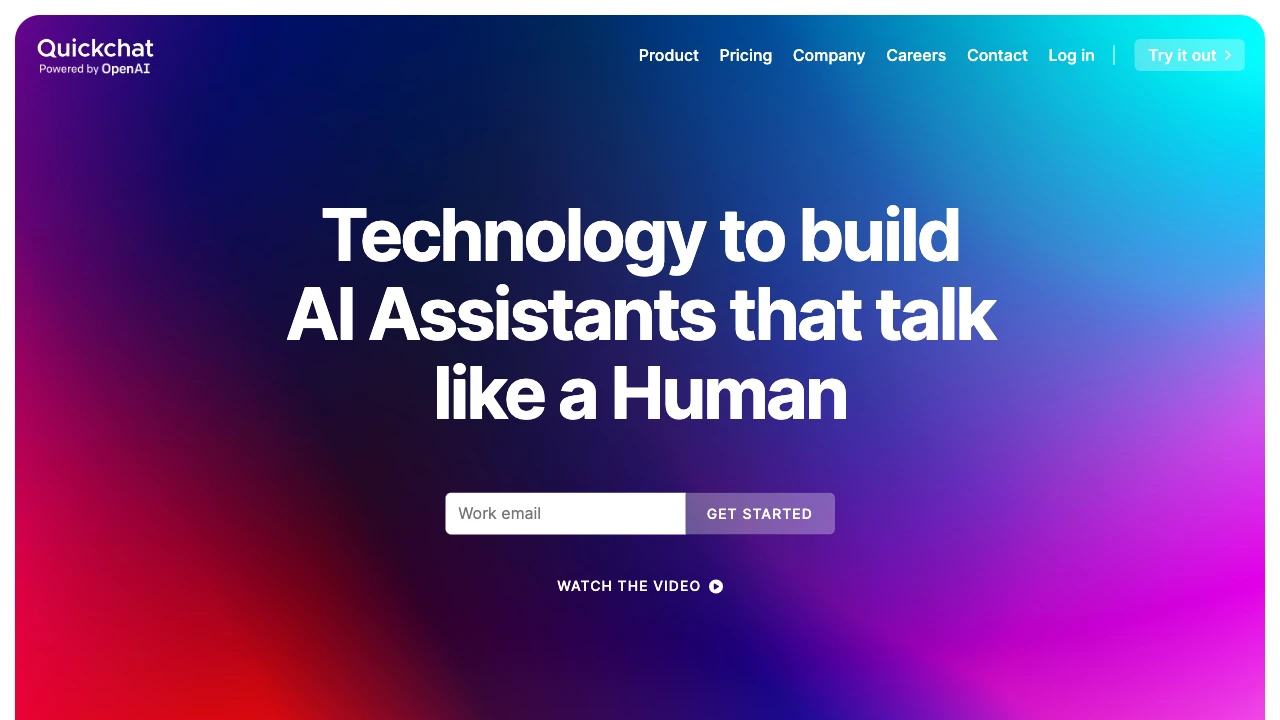 Quickchat
Powered by OpenAI
Product
Pricing
Company
Careers
Contact
Log in
Try it out
Technology to build
AI Assistants that talk
like a Human
Work email
GET STARTED
WATCH THE VIDEO